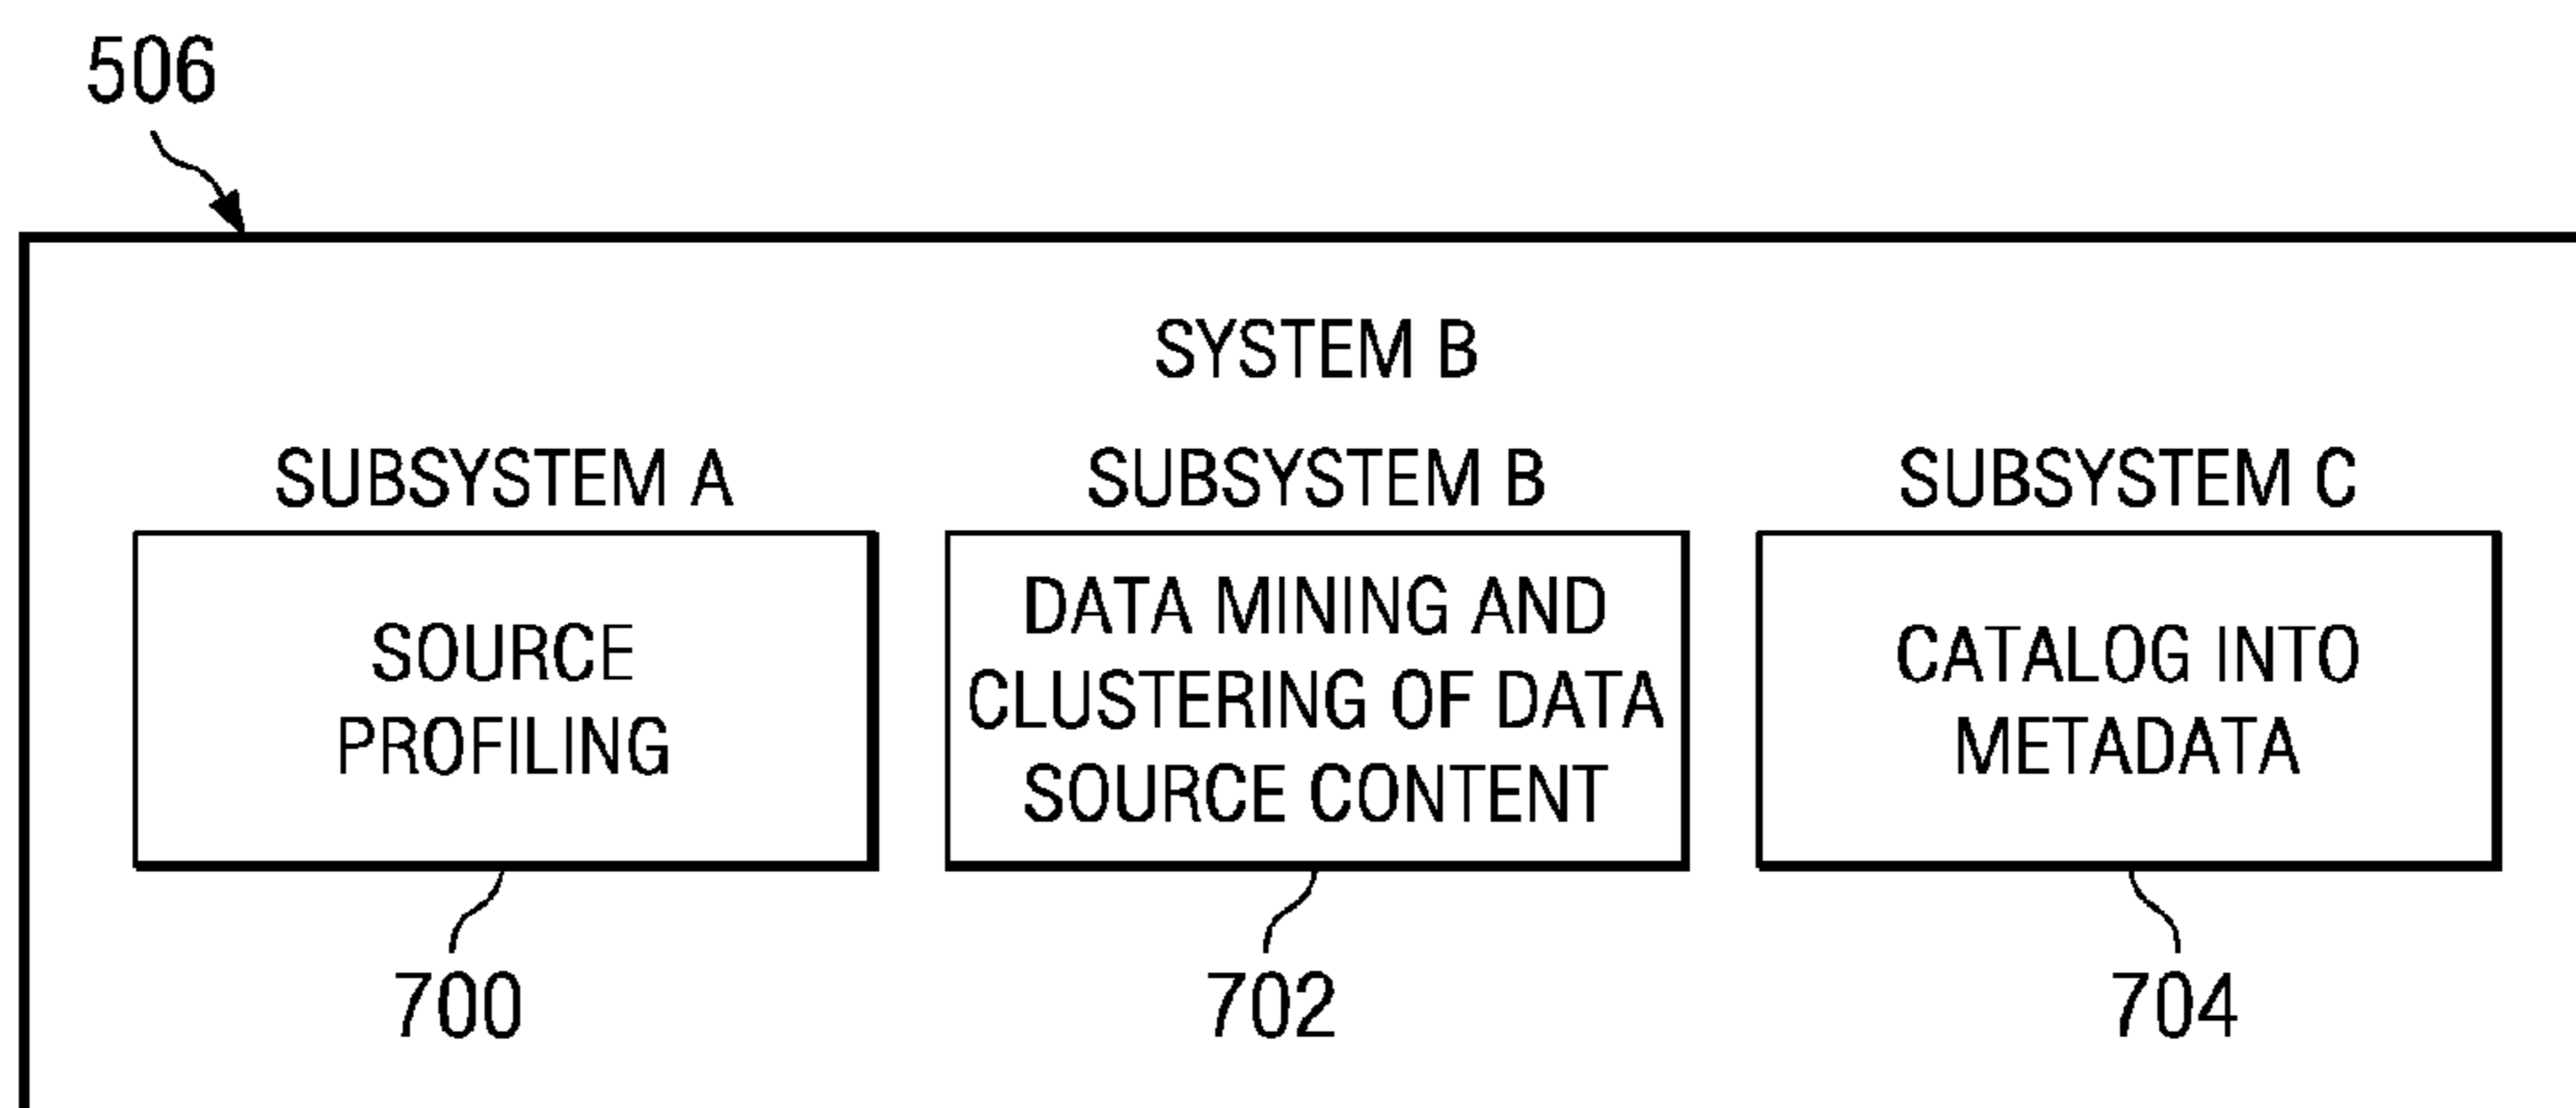 506
SYSTEM B
SUBSYSTEM A
SUBSYSTEM B
SUBSYSTEM C
SOURCE
PROFILING
DATA MINING AND
CLUSTERING OF DATA
SOURCE CONTENT
CATALOG INTO
METADATA
700
702
704